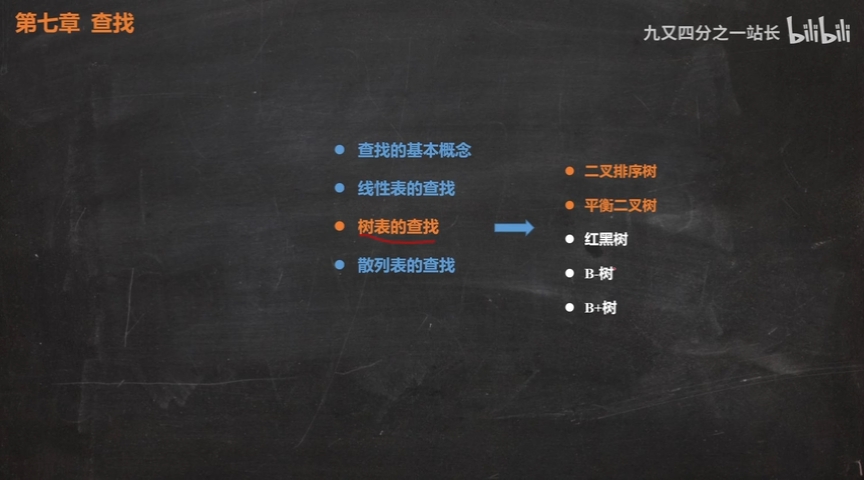 第七章 查找
九又四分之一站长 bilibili
查找的基本概念
线性表的查找
树表的查找
散列表的查找
二叉排序树
平衡二叉树
红黑树
B-树
B+树